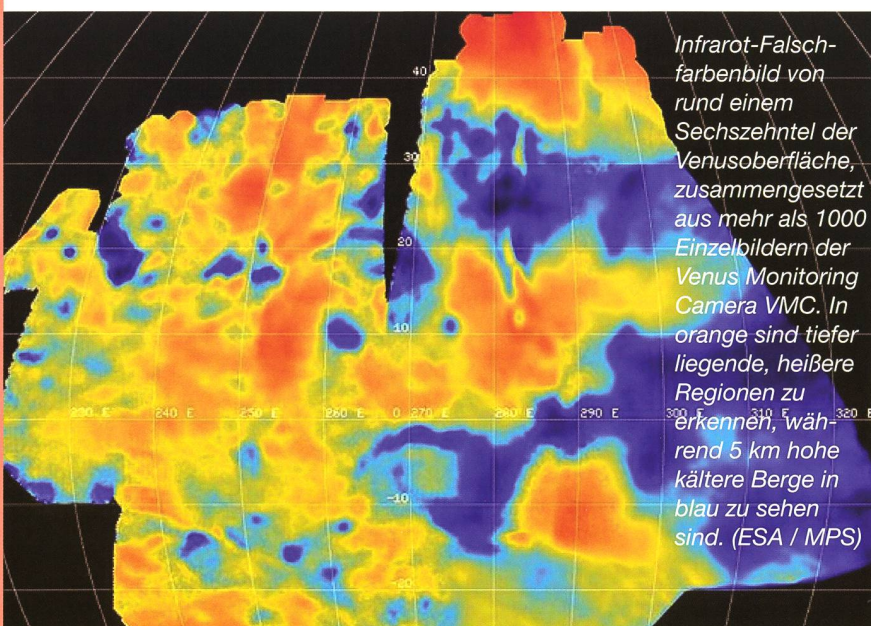 Infrarot-Falsch-
farbenbild von
rund einem
Sechszehntel der
Venusoberfläche,
zusammengesetzt
aus mehr als 1000
Einzelbildern der
Venus Monitoring
Camera VMC. In
orange sind tiefer
liegende, heißere
Regionen zu
erkennen, wäh-
rend 5 km hohe
kältere Berge in
blau zu sehen
sind. (ESA / MPS)
40
30
20
10
230 E 240 E 250 E 260 E 0 270 E 280 E 290 E 300 E 310 E 320 E
-10
-20